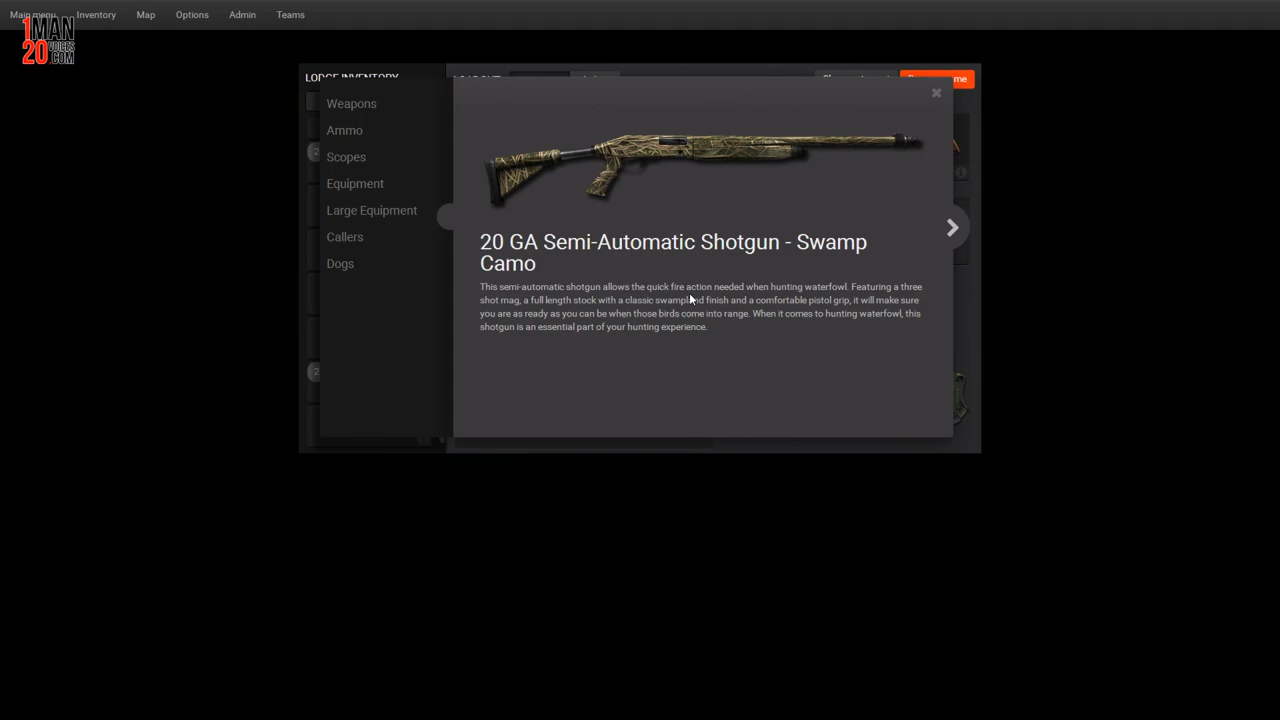 Main menu Inventory Map Options Admin Teams
1MAN
20 VOICES
.COM
LODGE INVENTORY
Weapons
Ammo
Scopes
Equipment
Large Equipment
Callers
Dogs
2
2
20 GA Semi-Automatic Shotgun - Swamp
Camo
This semi-automatic shotgun allows the quick fire action needed when hunting waterfowl. Featuring a three
shot mag, a full length stock with a classic swampland finish and a comfortable pistol grip, it will make sure
you are as ready as you can be when those birds come into range. When it comes to hunting waterfowl, this
shotgun is an essential part of your hunting experience.